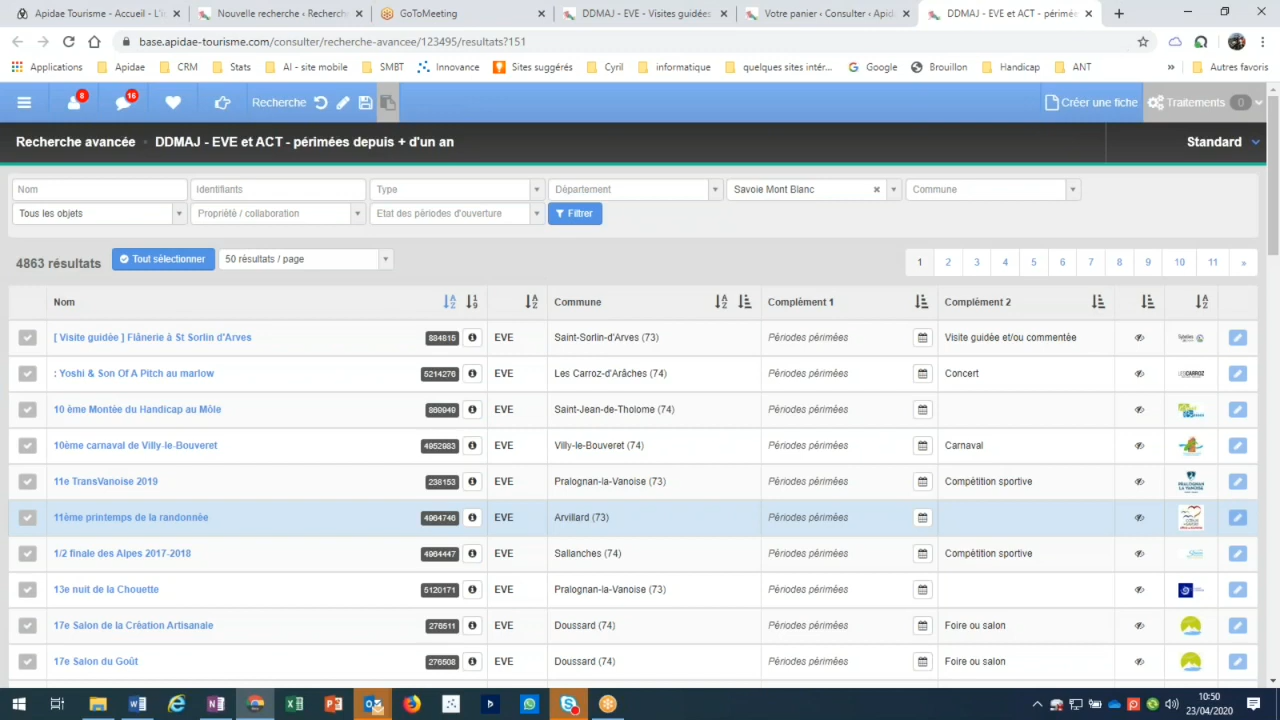 Apidae Tourisme - Accueil - L'i
Nouvelle recherche ‹ Recherch
GoToMeeting
DDMAJ - EVE - Visites guidées
Votre panier ‹ Consulter ‹ Apid
DDMAJ - EVE et ACT - périmée
base.apidae-tourisme.com/consulter/recherche-avancee/123495/resultats?151
Applications
Apidae
CRM
Stats
AI - site mobile
SMBT
Innovance
Sites suggérés
Cyril
informatique
quelques sites intér...
Google
Brouillon
Handicap
ANT
»
Autres favoris
8
16
Recherche
Créer une fiche
Traitements
0
Recherche avancée
DDMAJ - EVE et ACT - périmées depuis + d'un an
Standard
Nom
Identifiants
Type
Département
Savoie Mont Blanc
Commune
Tous les objets
Propriété / collaboration
Etat des périodes d'ouverture
Filtrer
4863 résultats
Tout sélectionner
50 résultats / page
1 2 3 4 5 6 7 8 9 10 11 »
Nom
Commune
Complément 1
Complément 2
[ Visite guidée ] Flânerie à St Sorlin d'Arves 884815 EVE Saint-Sorlin-d'Arves (73) Périodes périmées Visite guidée et/ou commentée
: Yoshi & Son Of A Pitch au marlow 5214276 EVE Les Carroz-d'Arâches (74) Périodes périmées Concert LES CARROZ
10 ème Montée du Handicap au Môle 860940 EVE Saint-Jean-de-Tholome (74) Périodes périmées
10ème carnaval de Villy-le-Bouveret 4952983 EVE Villy-le-Bouveret (74) Périodes périmées Carnaval
11e TransVanoise 2019 238153 EVE Pralognan-la-Vanoise (73) Périodes périmées Compétition sportive PRALOGNAN LA VANOISE
11ème printemps de la randonnée 4964746 EVE Arvillard (73) Périodes périmées
1/2 finale des Alpes 2017-2018 4964447 EVE Sallanches (74) Périodes périmées Compétition sportive
13e nuit de la Chouette 5120171 EVE Pralognan-la-Vanoise (73) Périodes périmées
17e Salon de la Création Artisanale 276511 EVE Doussard (74) Périodes périmées Foire ou salon
17e Salon du Goût 276508 EVE Doussard (74) Périodes périmées Foire ou salon
10:50
23/04/2020